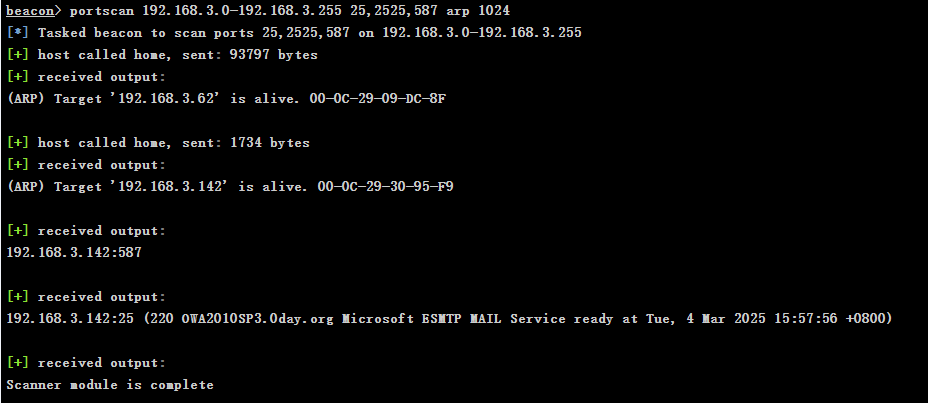 beacon> portscan 192.168.3.0-192.168.3.255 25,2525,587 arp 1024
[*] Tasked beacon to scan ports 25,2525,587 on 192.168.3.0-192.168.3.255
[+] host called home, sent: 93797 bytes
[+] received output:
(ARP) Target '192.168.3.62' is alive. 00-0C-29-09-DC-8F
[+] host called home, sent: 1734 bytes
[+] received output:
(ARP) Target '192.168.3.142' is alive. 00-0C-29-30-95-F9
[+] received output:
192.168.3.142:587
[+] received output:
192.168.3.142:25 (220 OWA2010SP3.0day.org Microsoft ESMTP MAIL Service ready at Tue, 4 Mar 2025 15:57:56 +0800)
[+] received output:
Scanner module is complete